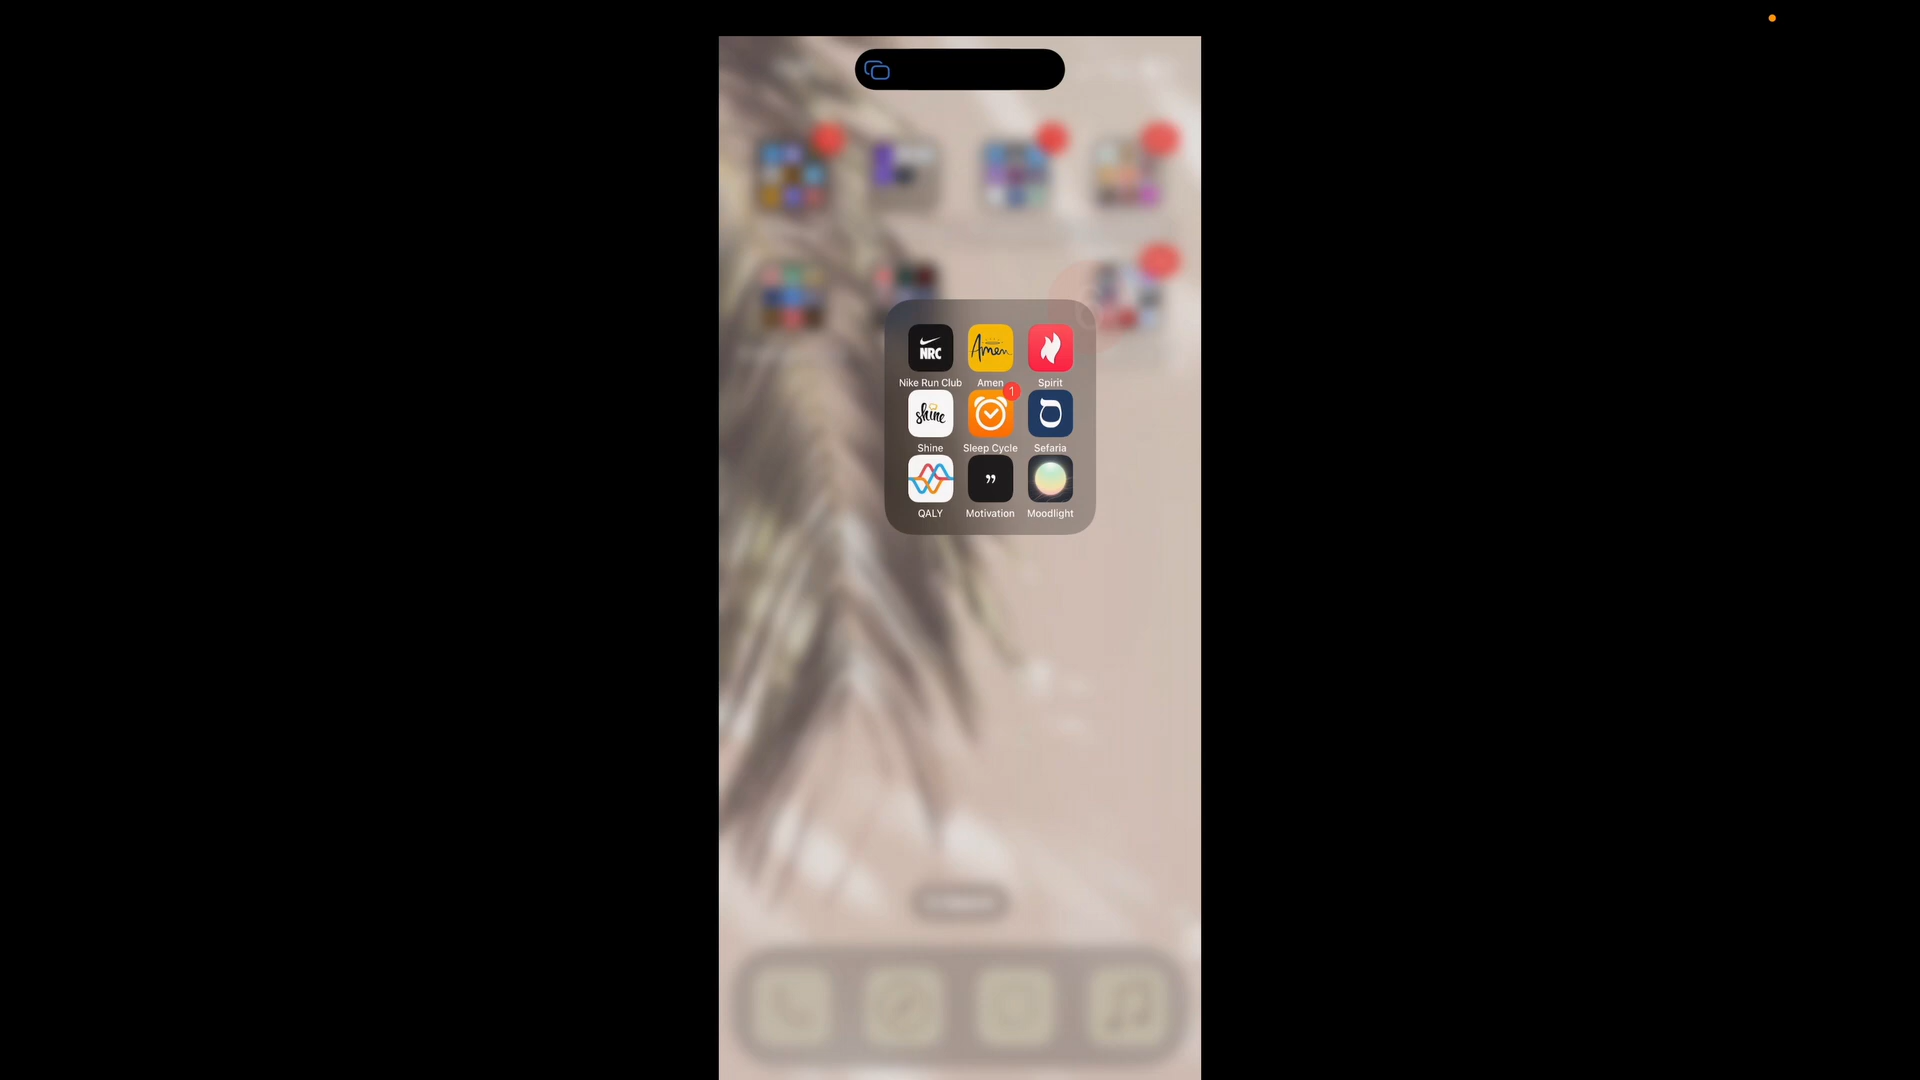 NRC
Amen
Nike Run Club
Amen
Spirit
1
shine
ס
Shine
Sleep Cycle
Sefaria
”
QALY
Motivation
Moodlight